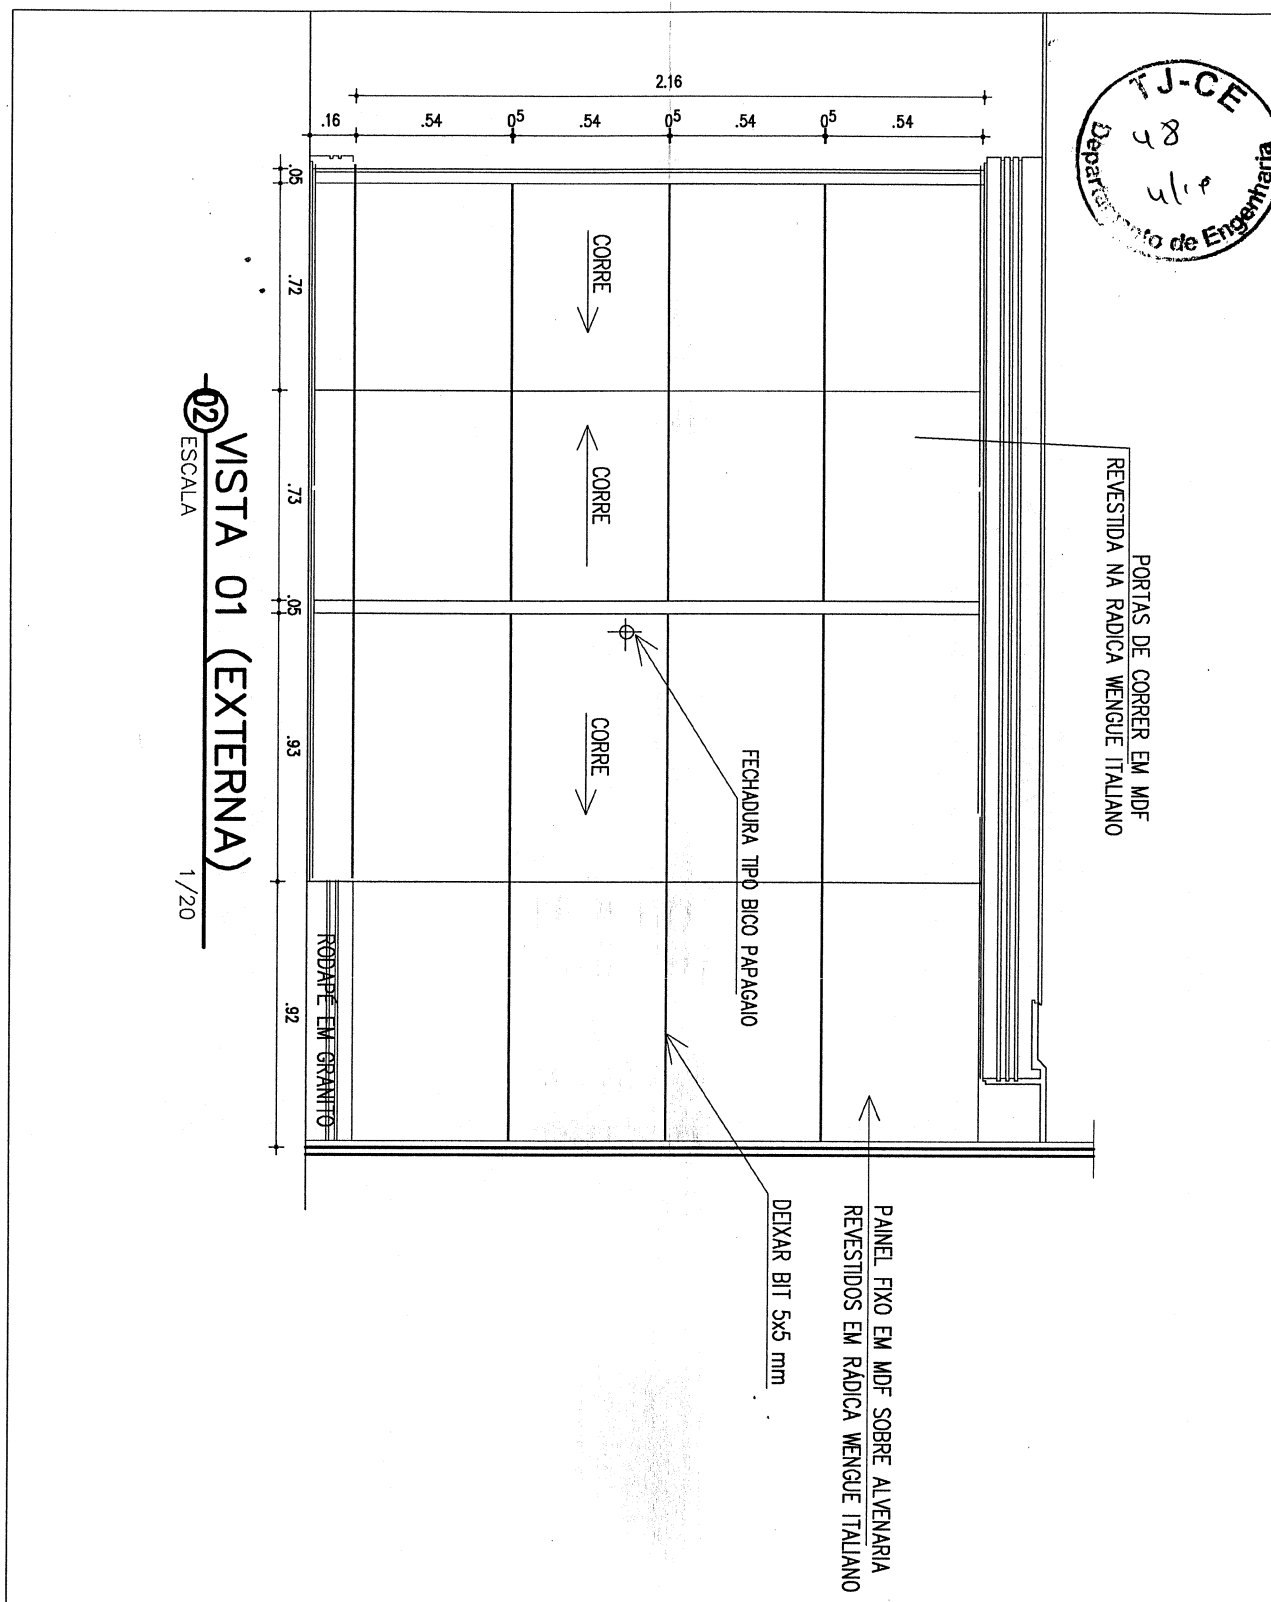 TJ-CE
48
de Engenharia
2.16
.16
.54
05
.54
05
.54
05
.54
.05
.72
.73
.05
.93
.92
CORRE
CORRE
CORRE
PORTAS DE CORRER EM MDF
REVESTIDA NA RADICA WENGUE ITALIANO
FECHADURA TIPO BICO PAPAGAIO
DEIXAR BIT 5x5 mm
PAINEL FIXO EM MDF SOBRE ALVENARIA
REVESTIDOS EM RÁDICA WENGUE ITALIANO
RODAPÉ EM GRANITO
02 VISTA 01 (EXTERNA)
ESCALA 1/20